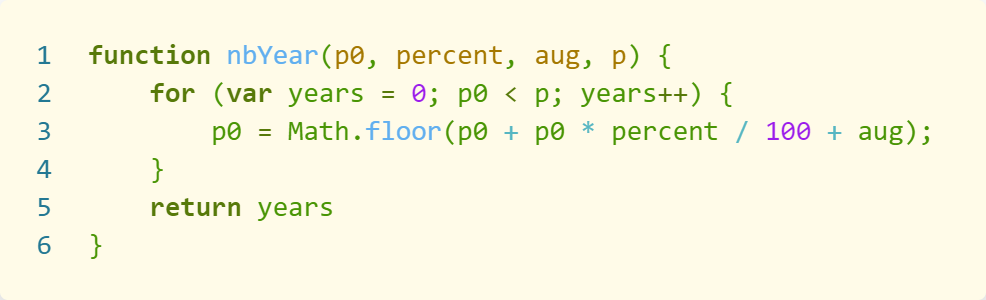 1 function nbYear(p0, percent, aug, p) {
2 for (var years = 0; p0 < p; years++) {
3 p0 = Math.floor(p0 + p0 * percent / 100 + aug);
4 }
5 return years
6 }